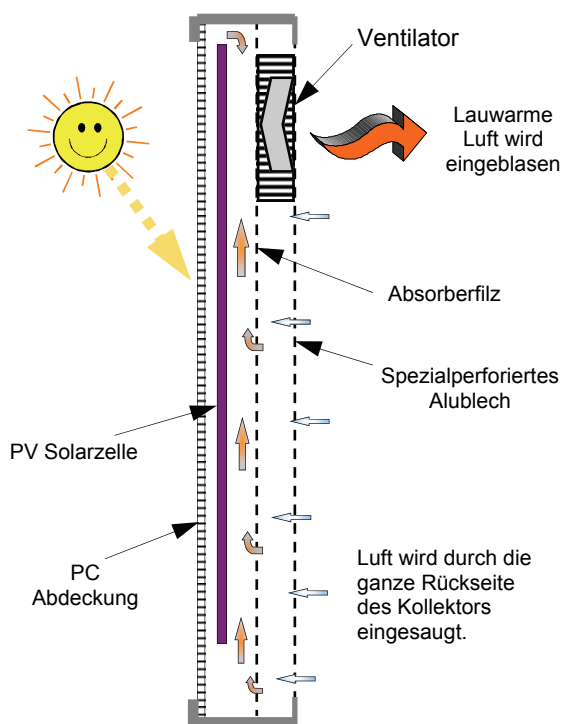 Ventilator
Lauwarme
Luft wird
eingeblasen
Absorberfilz
Spezialperforiertes
Alublech
PV Solarzelle
PC
Abdeckung
Luft wird durch die
ganze Rückseite
des Kollektors
eingesaugt.